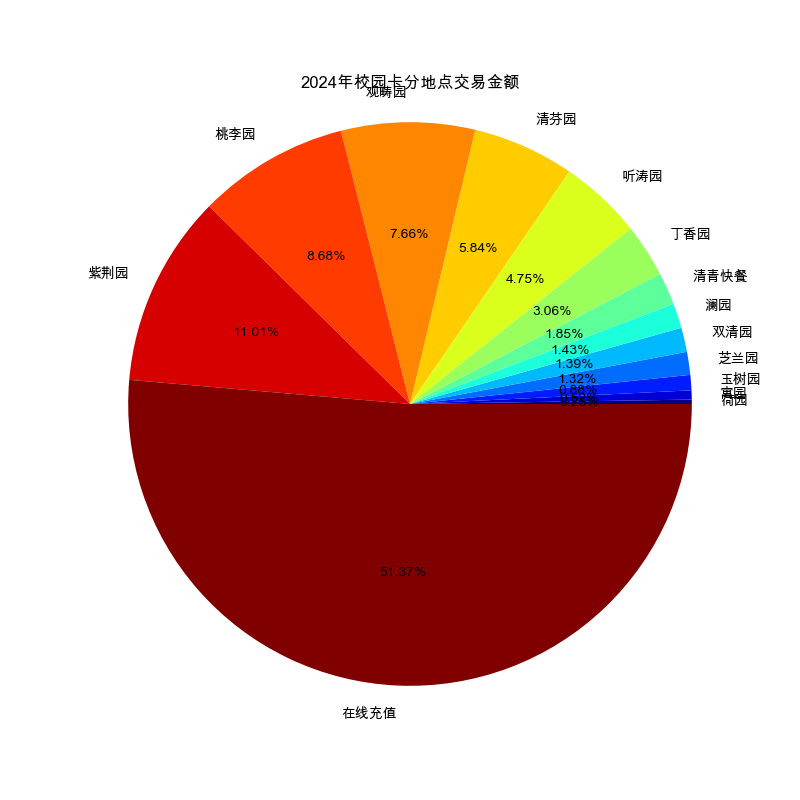 2024年校园卡分地点交易金额
观畴园
清芬园
桃李园
听涛园
丁香园
紫荆园
清青快餐
澜园
双清园
芝兰园
玉树园
寓园
荷园
在线充值
7.66%
5.84%
8.68%
4.75%
3.06%
11.01%
1.85%
1.43%
1.39%
1.32%
0.88%
51.37%